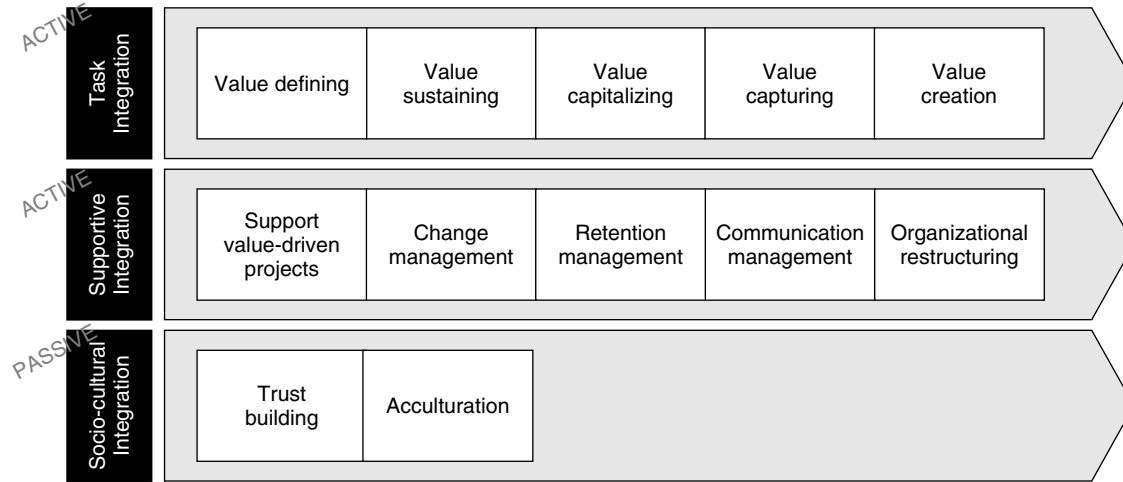 ACTIVE
Task
Integration
Value defining
Value
sustaining
Value
capitalizing
Value
capturing
Value
creation
ACTIVE
Supportive
Integration
Support
value-driven
projects
Change
management
Retention
management
Communication
management
Organizational
restructuring
PASSIVE
Socio-cultural
Integration
Trust
building
Acculturation